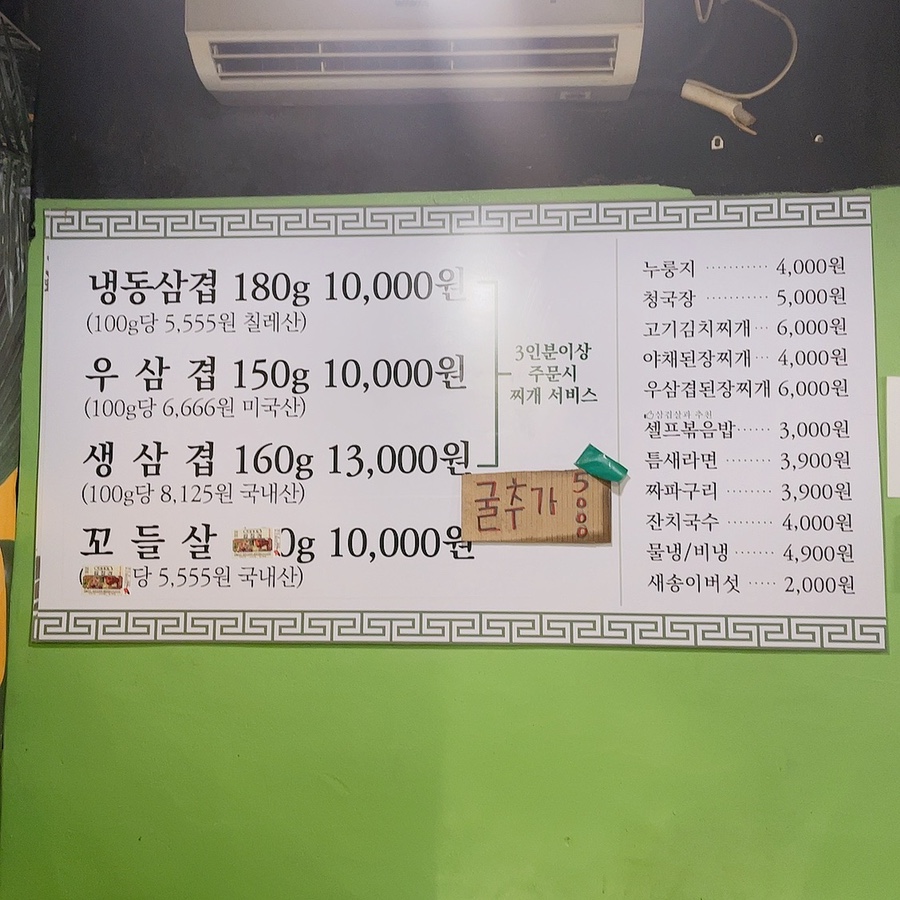 냉동삼겹 180g 10,000원
(100g당 5,555원 칠레산)
우 삼 겹 150g 10,000원
(100g당 6,666원 미국산)
생 삼 겹 160g 13,000원
(100g당 8,125원 국내산)
꼬 들 살 0g 10,000원
당 5,555원 국내산)
3인분이상
주문시
찌개 서비스
굴추가 5000
누룽지 ··········· 4,000원
청국장 ··········· 5,000원
고기김치찌개·· 6,000원
야채된장찌개·· 4,000원
우삼겹된장찌개 6,000원
삼겹살과 추천
셀프볶음밥······ 3,000원
틈새라면 ········ 3,900원
짜파구리 ········ 3,900원
잔치국수 ········ 4,000원
물냉/비냉 ······· 4,900원
새송이버섯 ····· 2,000원